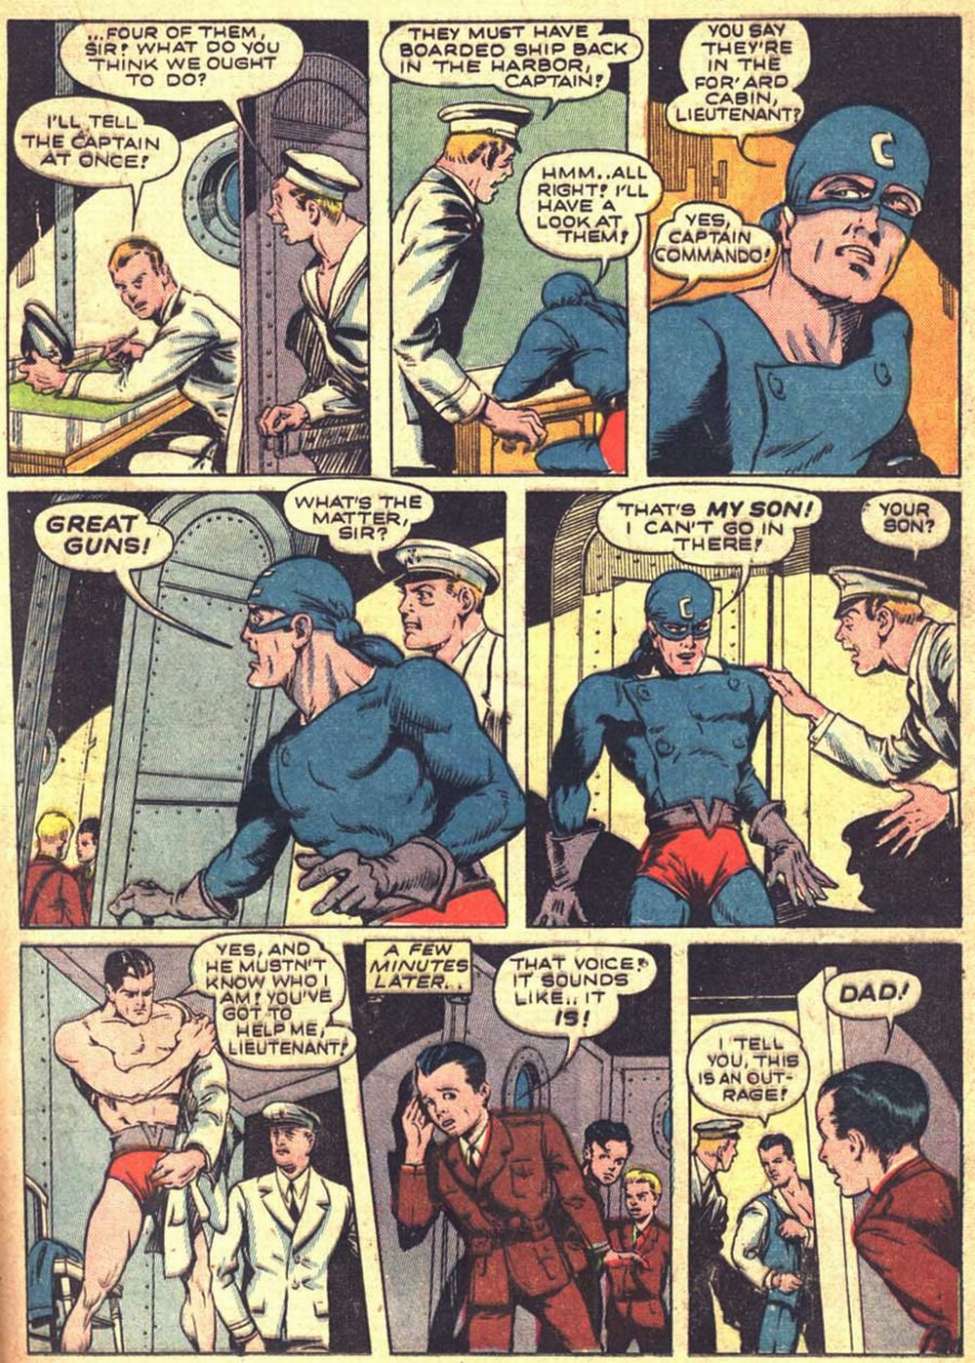 ...FOUR OF THEM,
SIR! WHAT DO YOU
THINK WE OUGHT
TO DO?
I'LL TELL
THE CAPTAIN
AT ONCE!
THEY MUST HAVE
BOARDED SHIP BACK
IN THE HARBOR,
CAPTAIN!
HMM..ALL
RIGHT! I'LL
HAVE A
LOOK AT
THEM!
YOU SAY
THEY'RE
IN THE
FOR'ARD
CABIN,
LIEUTENANT?
C
YES,
CAPTAIN
COMMANDO!
GREAT
GUNS!
WHAT'S THE
MATTER,
SIR?
THAT'S MY SON!
I CAN'T GO IN
THERE!
C
YOUR
SON?
YES, AND
HE MUSTN'T
KNOW WHO I
AM! YOU'VE
GOT TO
HELP ME,
LIEUTENANT!
A FEW
MINUTES
LATER..
THAT VOICE!
IT SOUNDS
LIKE.. IT
IS!
I TELL
YOU, THIS
IS AN OUT-
RAGE!
DAD!